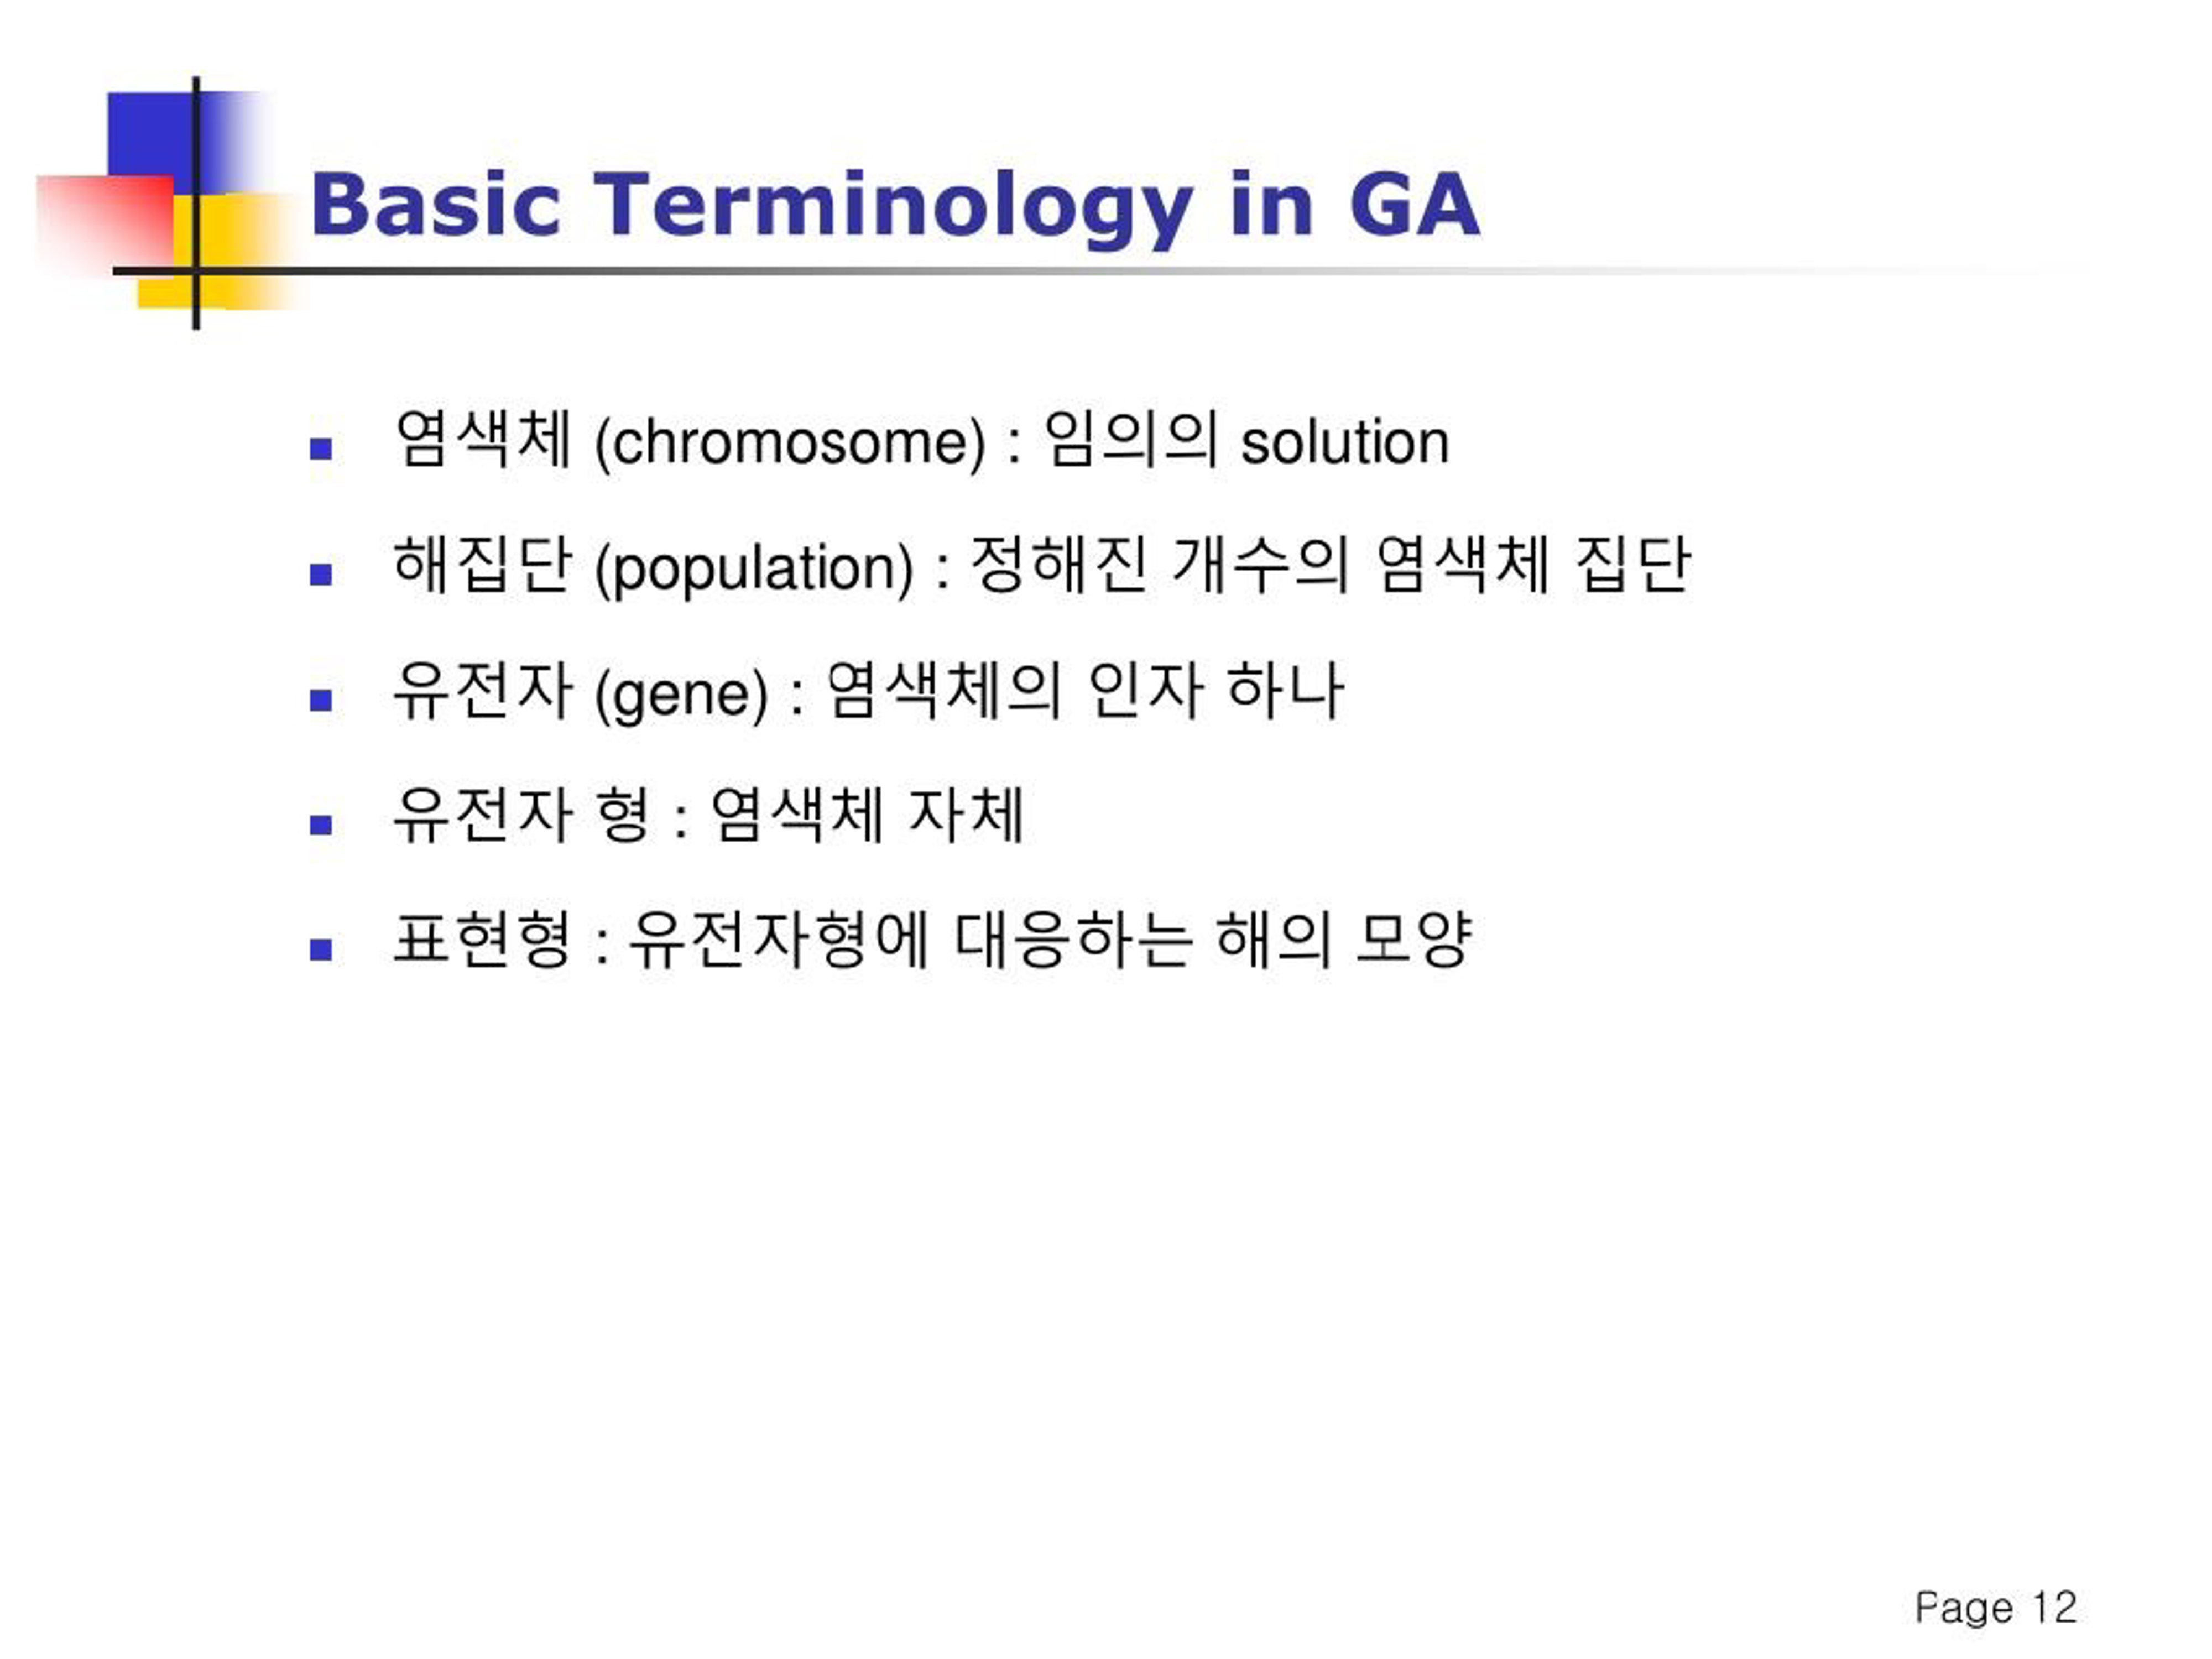 Basic Terminology in GA
염색체 (chromosome) : 임의의 solution
해집단 (population) : 정해진 개수의 염색체 집단
유전자 (gene) : 염색체의 인자 하나
유전자 형 : 염색체 자체
표현형 : 유전자형에 대응하는 해의 모양
Page 12